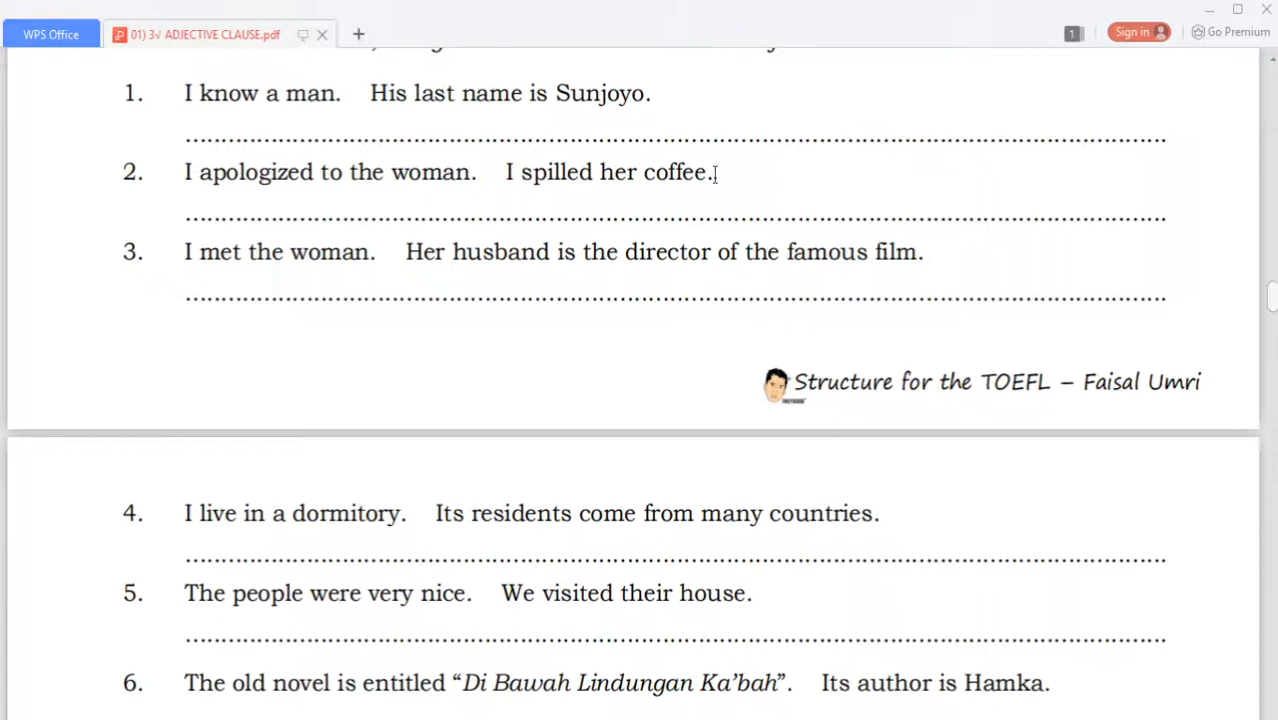 WPS Office
01) 3√ ADJECTIVE CLAUSE.pdf
1
Sign in
Go Premium
1. I know a man. His last name is Sunjoyo.
...................................................................................................................
2. I apologized to the woman. I spilled her coffee.
...................................................................................................................
3. I met the woman. Her husband is the director of the famous film.
...................................................................................................................
Structure for the TOEFL – Faisal Umri
4. I live in a dormitory. Its residents come from many countries.
...................................................................................................................
5. The people were very nice. We visited their house.
...................................................................................................................
6. The old novel is entitled “Di Bawah Lindungan Ka’bah”. Its author is Hamka.